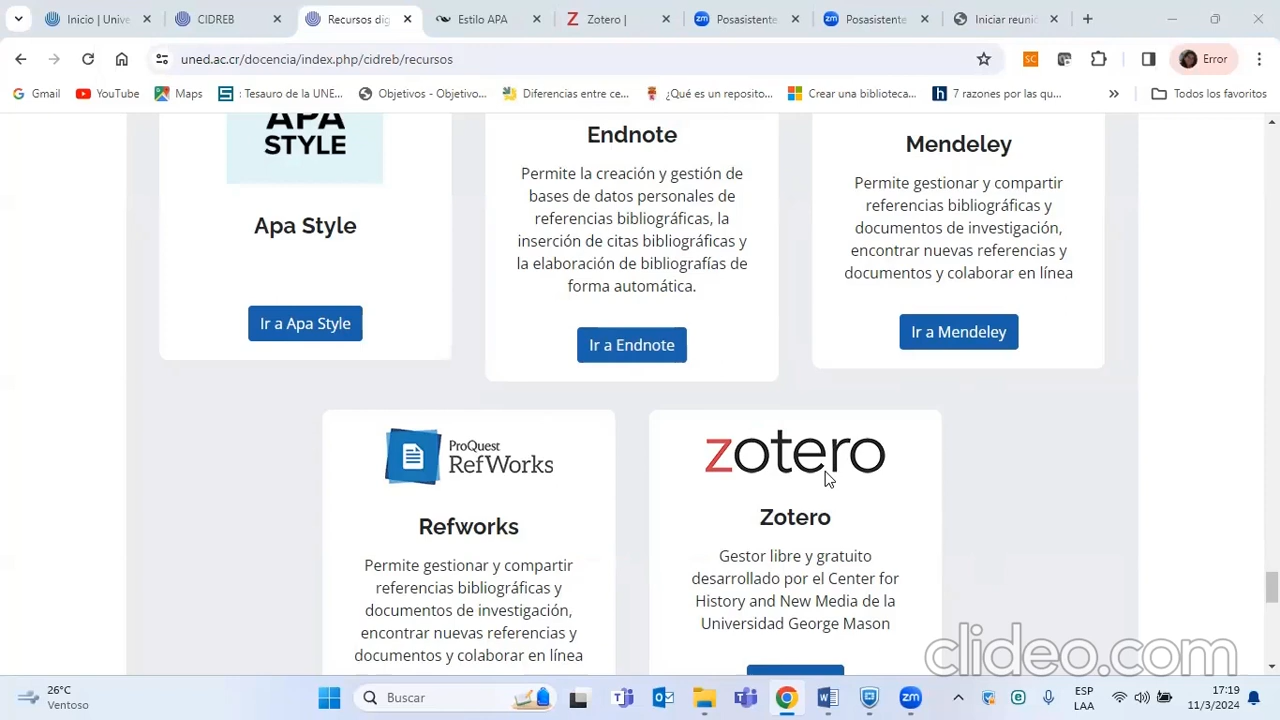 Inicio | Unive
CIDREB
Recursos dig
Estilo APA
Zotero |
Posasistente
Posasistente
Iniciar reunió
uned.ac.cr/docencia/index.php/cidreb/recursos
SC
Error
Gmail
YouTube
Maps
: Tesauro de la UNE...
Objetivos - Objetivo...
Diferencias entre ce...
¿Qué es un reposito...
Crear una biblioteca...
7 razones por las qu...
Todos los favoritos
APA
STYLE
Apa Style
Ir a Apa Style
Endnote
Permite la creación y gestión de
bases de datos personales de
referencias bibliográficas, la
inserción de citas bibliográficas y
la elaboración de bibliografías de
forma automática.
Ir a Endnote
Mendeley
Permite gestionar y compartir
referencias bibliográficas y
documentos de investigación,
encontrar nuevas referencias y
documentos y colaborar en línea
Ir a Mendeley
ProQuest
RefWorks
Refworks
Permite gestionar y compartir
referencias bibliográficas y
documentos de investigación,
encontrar nuevas referencias y
documentos y colaborar en línea
zotero
Zotero
Gestor libre y gratuito
desarrollado por el Center for
History and New Media de la
Universidad George Mason
clideo.com
26°C
Ventoso
Buscar
ESP
LAA
17:19
11/3/2024